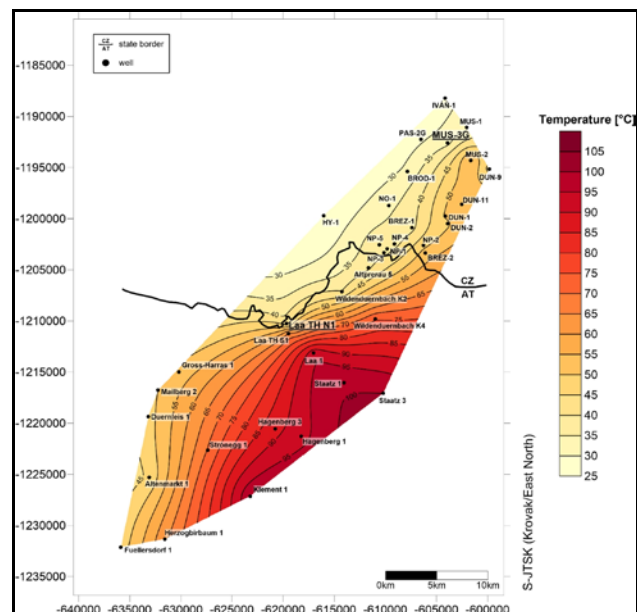 CZ
AT
state border
well
-1185000
-1190000
-1195000
-1200000
-1205000
-1210000
-1215000
-1220000
-1225000
-1230000
-1235000
IVAN-1
MUS-1
PAS-2G
MUS-3G
MUS-2
DUN-9
BROD-1
NO-1
DUN-11
HY-1
BREZ-1
DUN-1
DUN-2
NP-5
NP-4
NP-2
NP-3
NP-1
BREZ-2
Altprerau 5
CZ
AT
Wildenduernbach K2
Laa TH N1
Wildenduernbach K4
Laa TH S1
Laa 1
Gross-Harras 1
Staatz 1
Mailberg 2
Staatz 3
Duernleis 1
Hagenberg 3
Hagenberg 1
Stronegg 1
Altenmarkt 1
Klement 1
Herzogbirbaum 1
Fuellersdorf 1
0km 5km 10km
-640000 -635000 -630000 -625000 -620000 -615000 -610000 -605000 -600000
S-JTSK (Krovak/East North)
Temperature [°C]
105
100
95
90
85
80
75
70
65
60
55
50
45
40
35
30
25